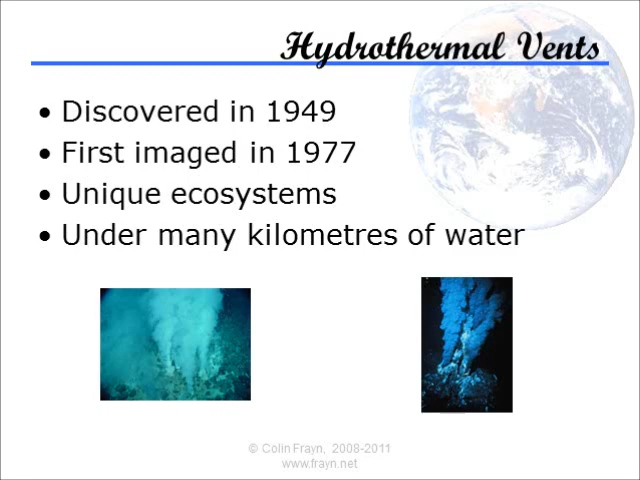 Hydrothermal Vents
• Discovered in 1949
• First imaged in 1977
• Unique ecosystems
• Under many kilometres of water
© Colin Frayn, 2008-2011
www.frayn.net